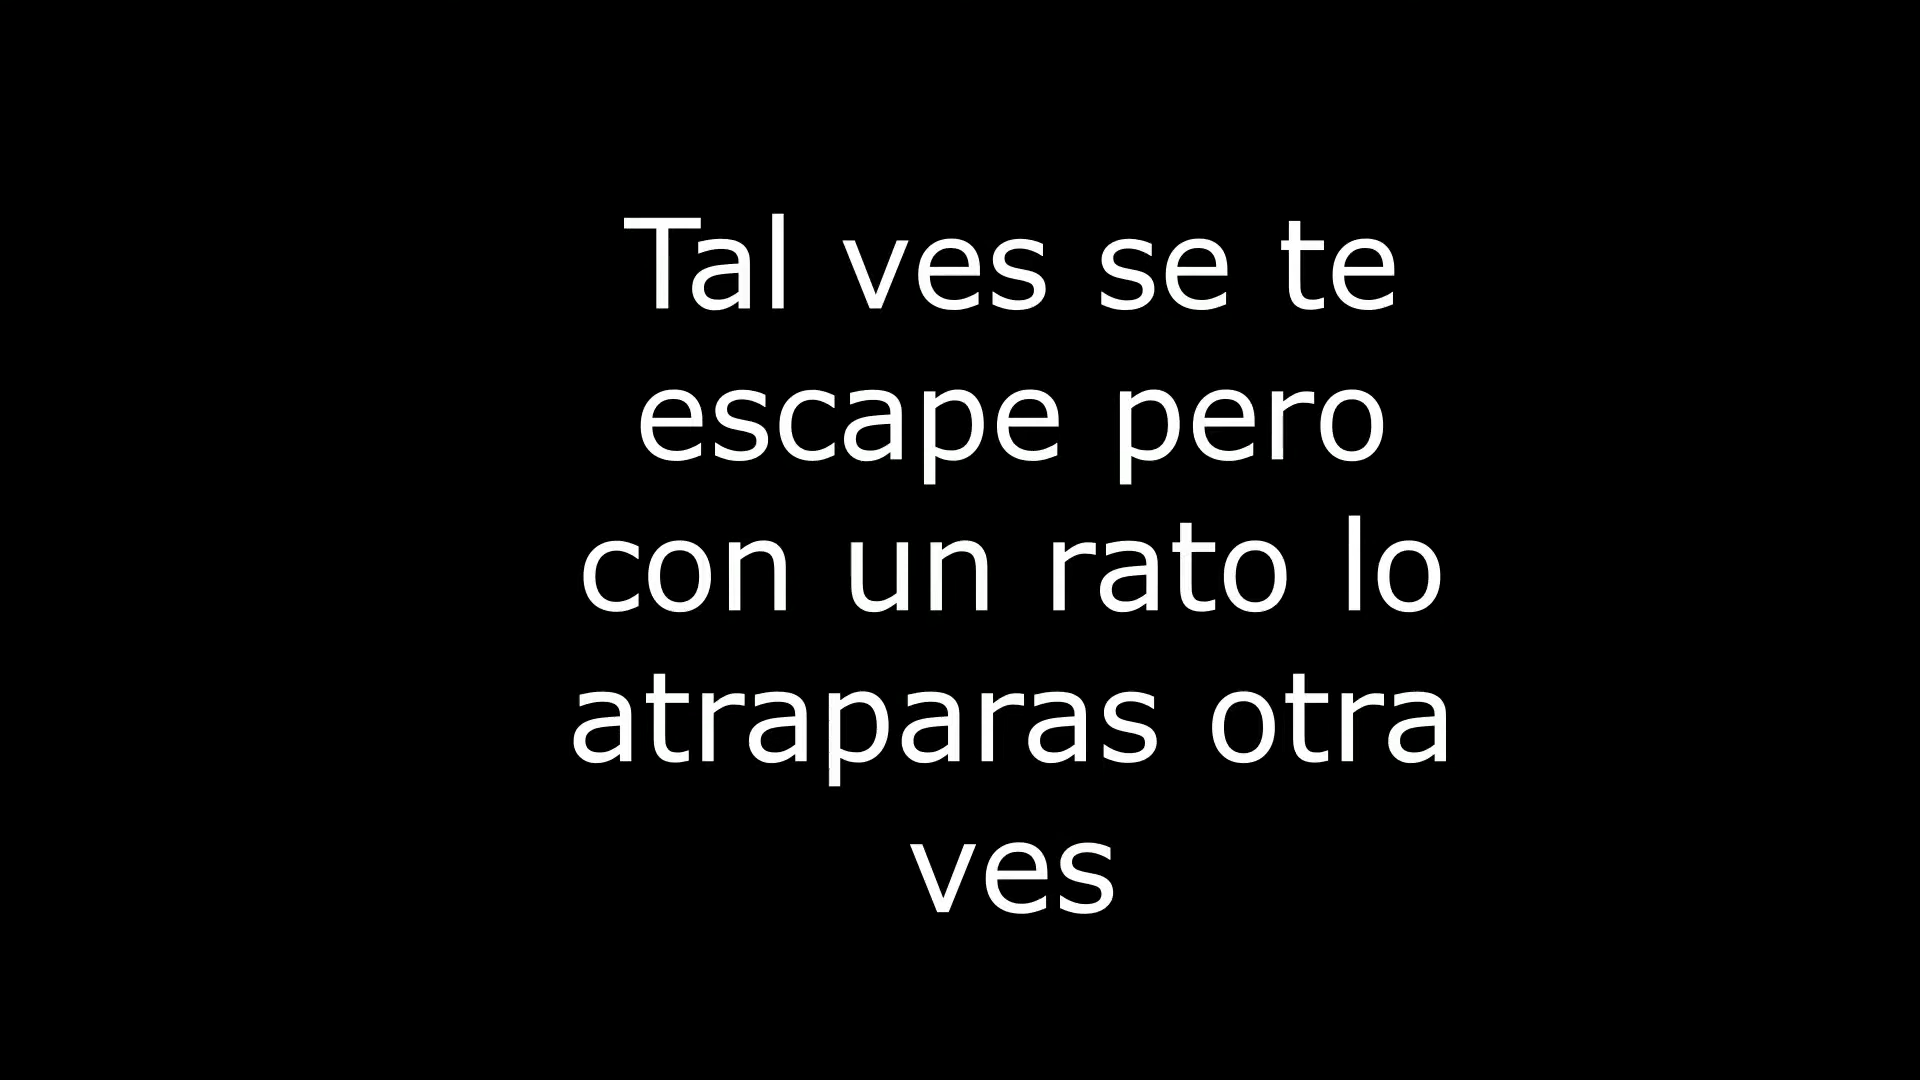 Tal ves se te
escape pero
con un rato lo
atraparas otra
ves